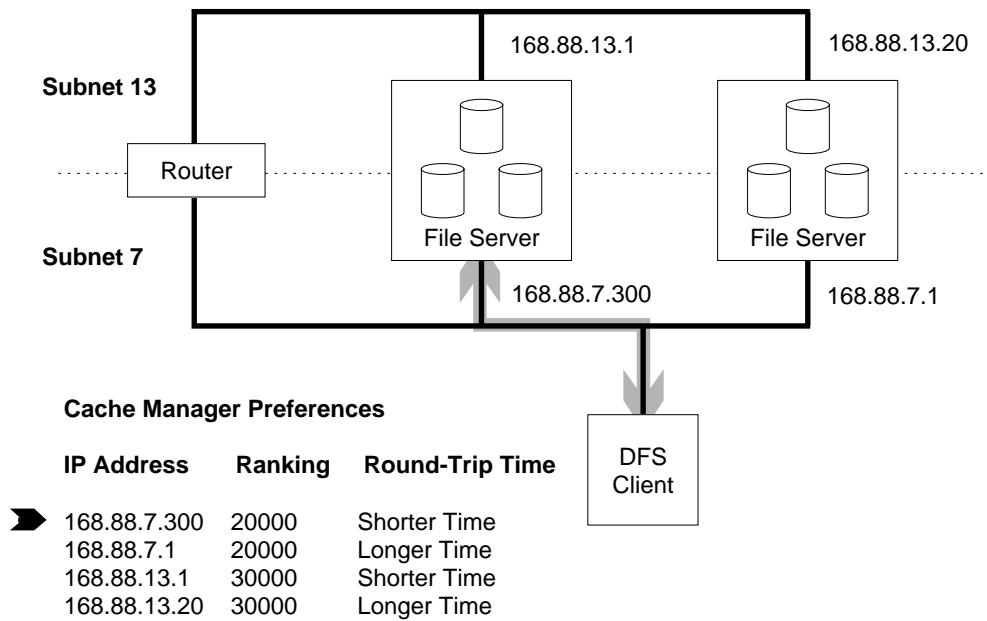 168.88.13.1
168.88.13.20
Subnet 13
Router
File Server
File Server
Subnet 7
168.88.7.300
168.88.7.1
Cache Manager Preferences
IP Address Ranking Round-Trip Time
DFS
Client
168.88.7.300 20000 Shorter Time
168.88.7.1 20000 Longer Time
168.88.13.1 30000 Shorter Time
168.88.13.20 30000 Longer Time